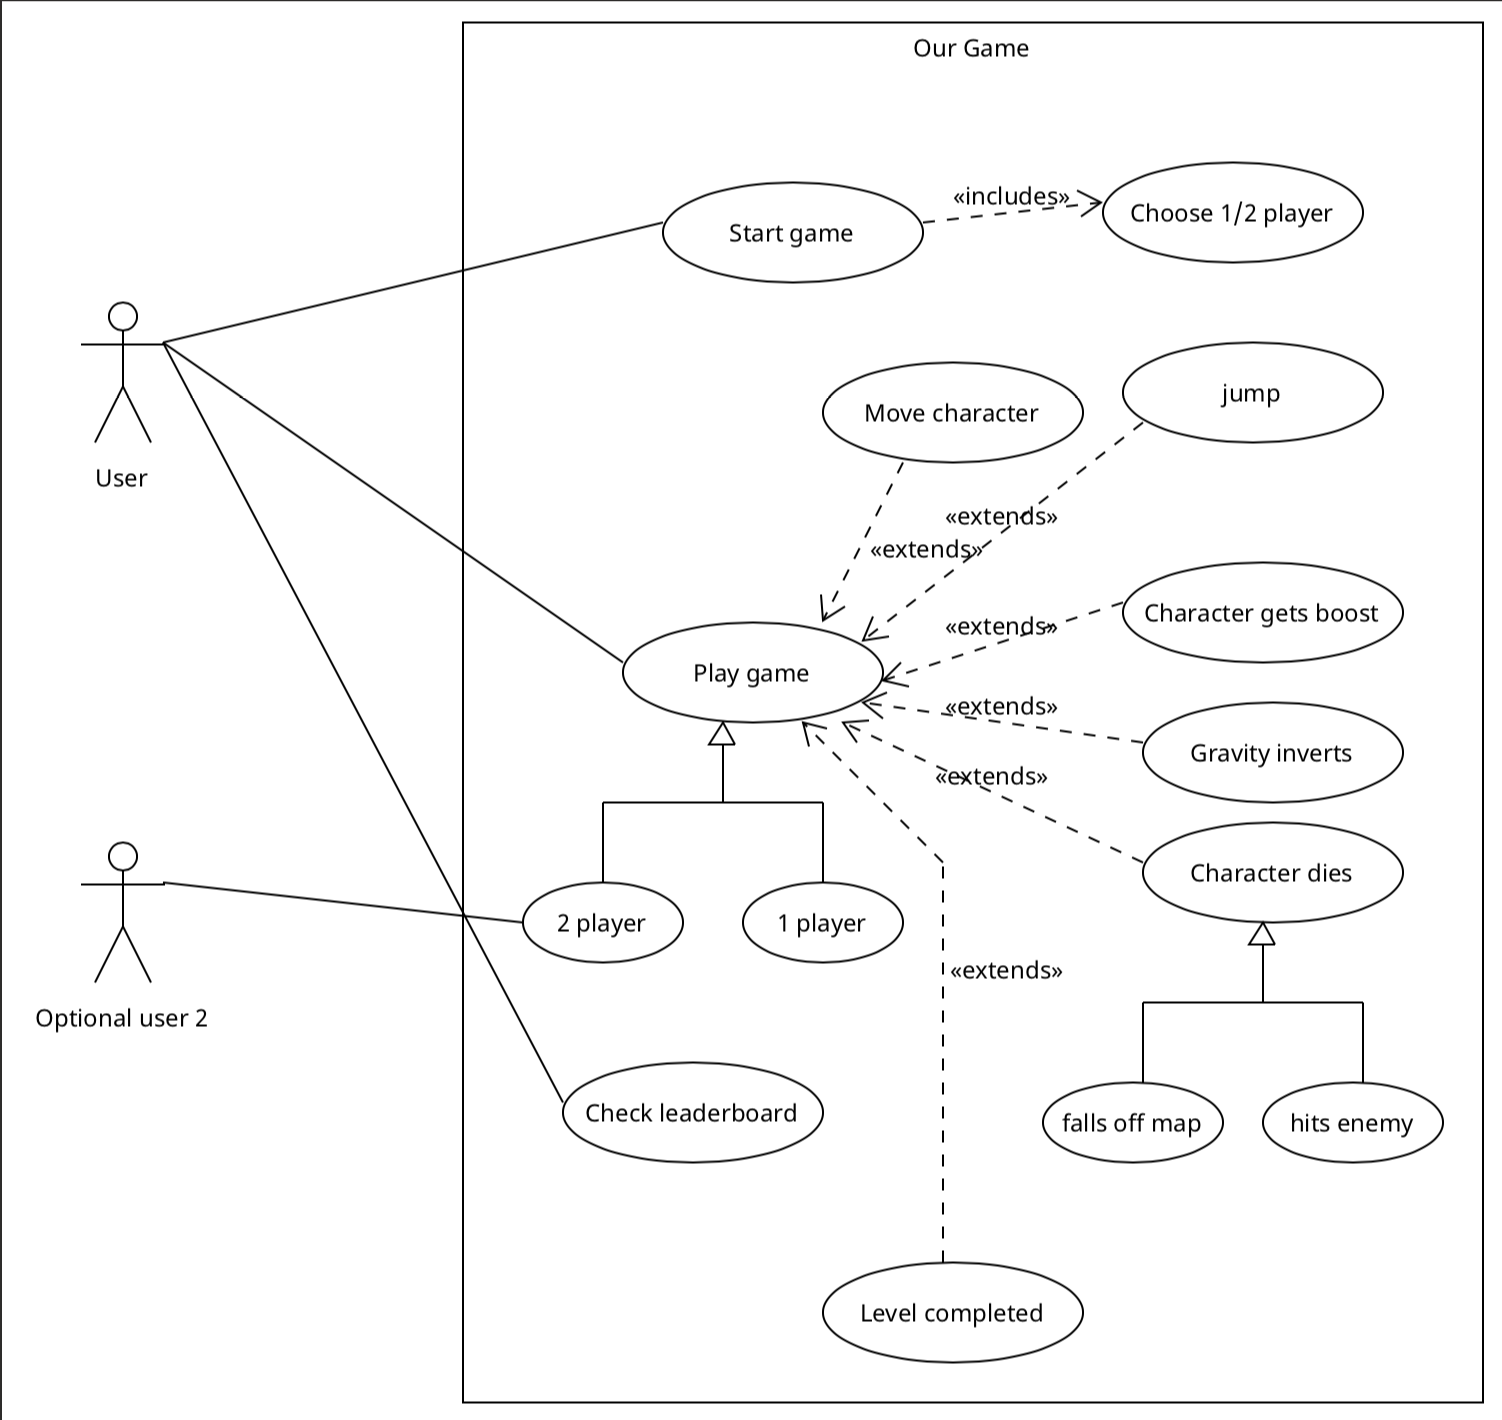 Our Game
«includes»
Choose 1/2 player
Start game
jump
Move character
User
«extends»
«extends»
Character gets boost
«extends»
Play game
«extends»
Gravity inverts
«extends»
Character dies
2 player
1 player
«extends»
Optional user 2
Check leaderboard
falls off map
hits enemy
Level completed